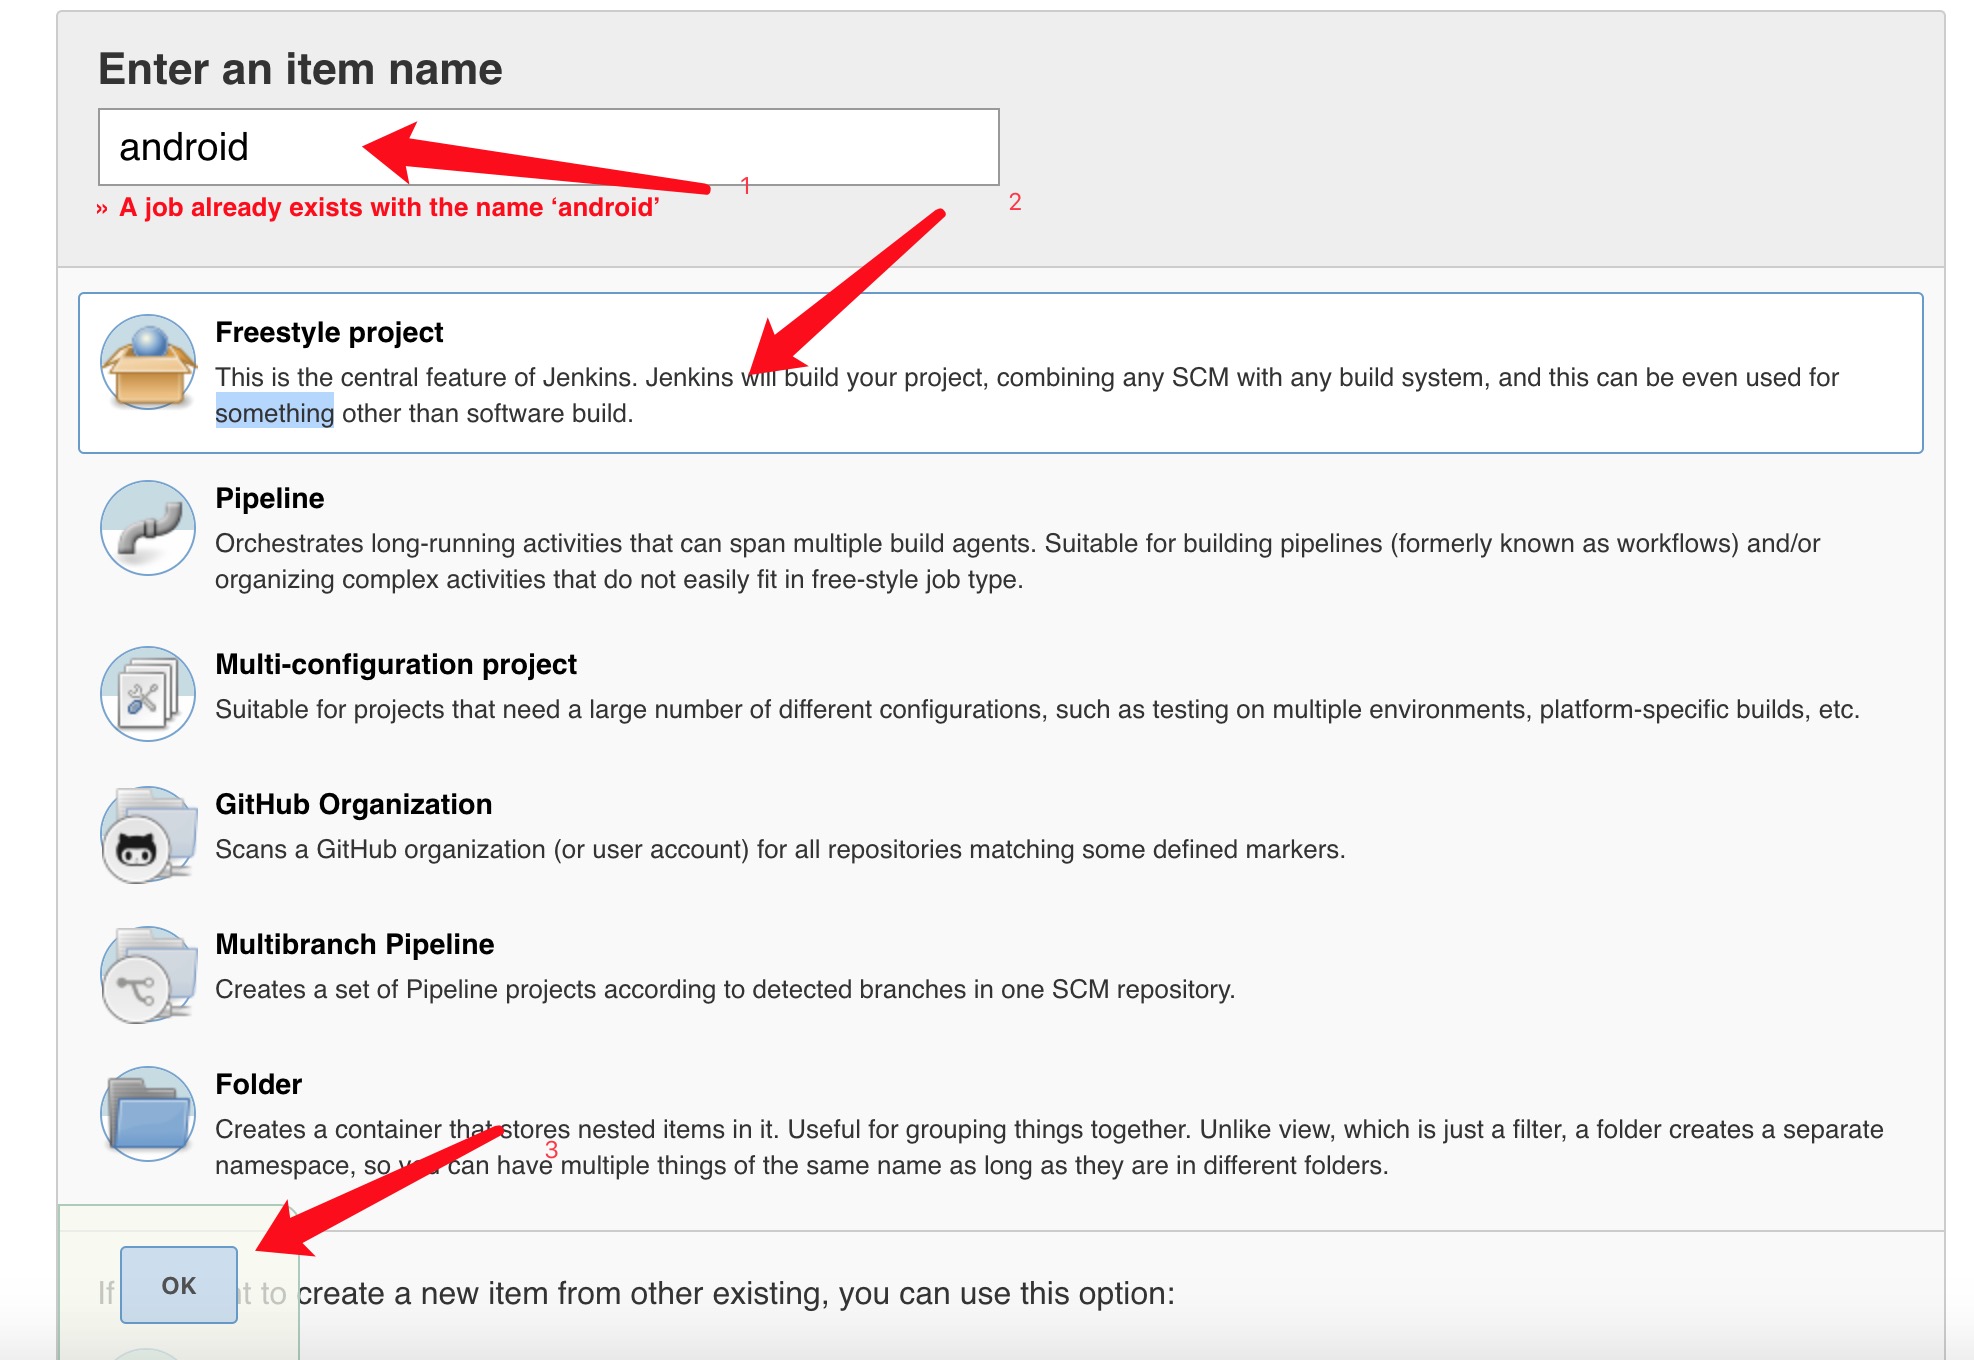 Enter an item name
android
1
» A job already exists with the name ‘android’
2
Freestyle project
This is the central feature of Jenkins. Jenkins will build your project, combining any SCM with any build system, and this can be even used for
something other than software build.
Pipeline
Orchestrates long-running activities that can span multiple build agents. Suitable for building pipelines (formerly known as workflows) and/or
organizing complex activities that do not easily fit in free-style job type.
Multi-configuration project
Suitable for projects that need a large number of different configurations, such as testing on multiple environments, platform-specific builds, etc.
GitHub Organization
Scans a GitHub organization (or user account) for all repositories matching some defined markers.
Multibranch Pipeline
Creates a set of Pipeline projects according to detected branches in one SCM repository.
Folder
Creates a container that stores nested items in it. Useful for grouping things together. Unlike view, which is just a filter, a folder creates a separate
3
namespace, so you can have multiple things of the same name as long as they are in different folders.
OK
If to create a new item from other existing, you can use this option: